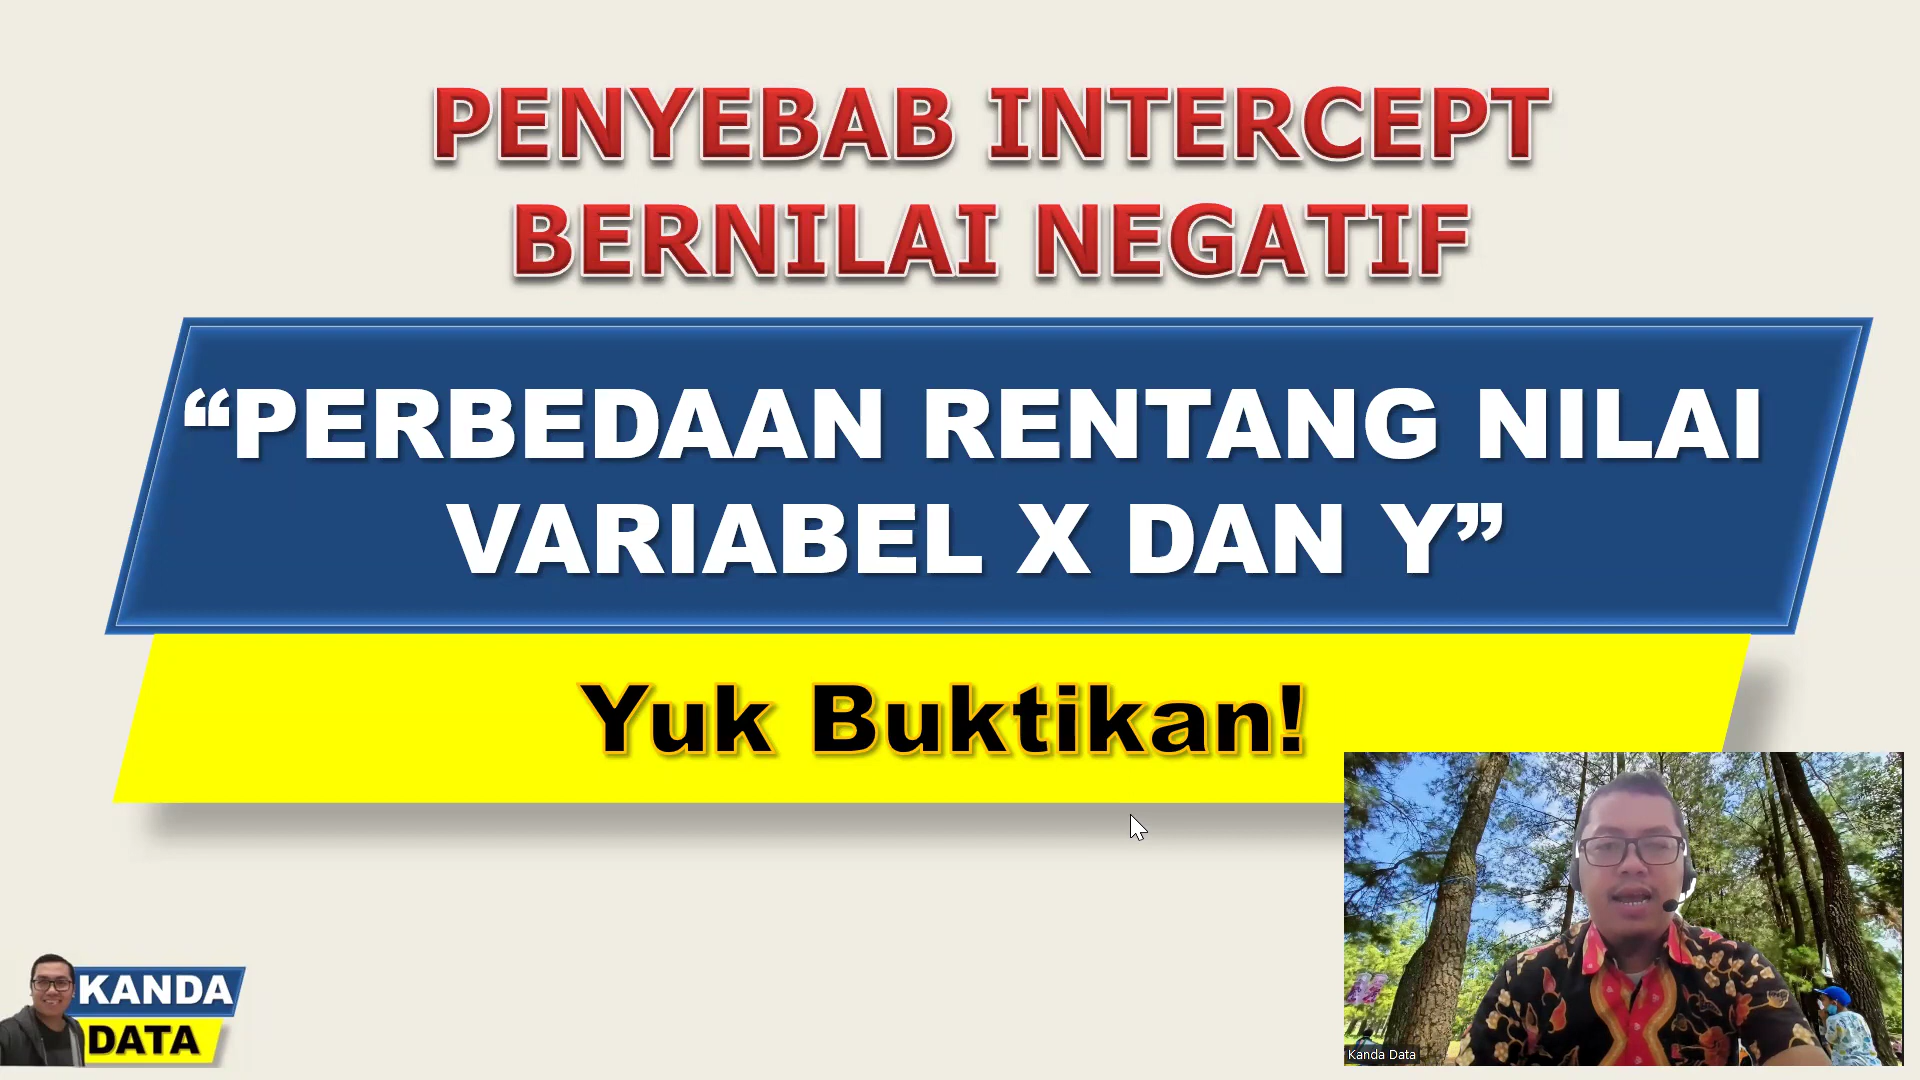 PENYEBAB INTERCEPT
BERNILAI NEGATIF
“PERBEDAAN RENTANG NILAI
VARIABEL X DAN Y”
Yuk Buktikan!
KANDA
DATA
Kanda Data